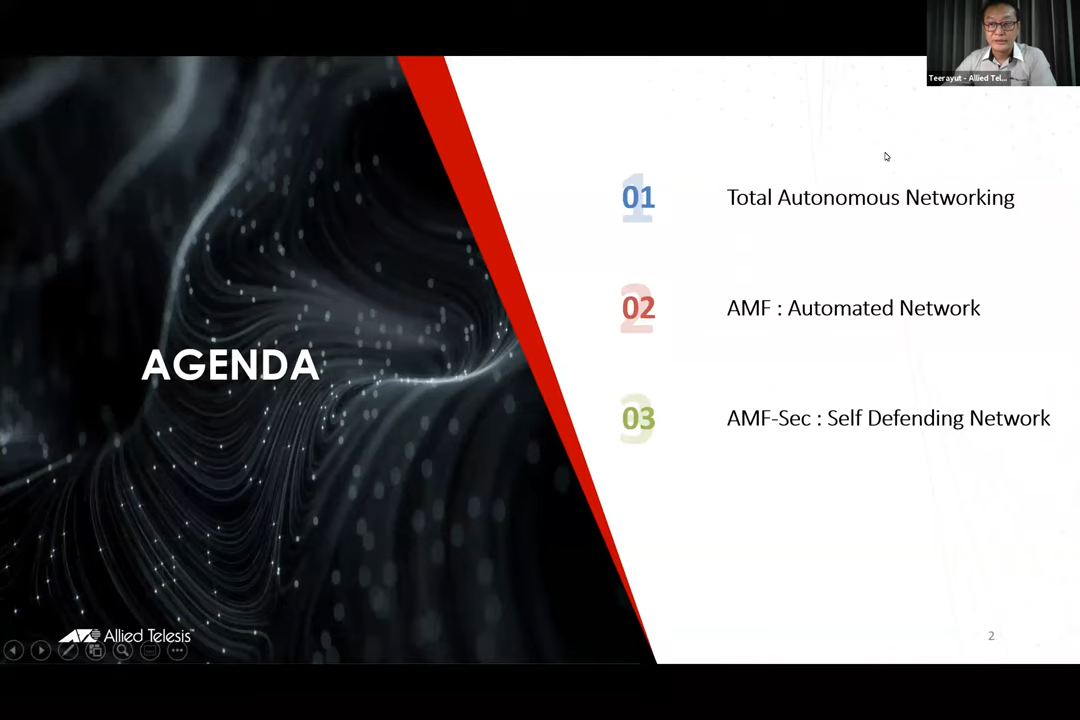 Teerayut - Allied Tel...
01 Total Autonomous Networking
02 AMF : Automated Network
AGENDA
03 AMF-Sec : Self Defending Network
Allied Telesis™
2